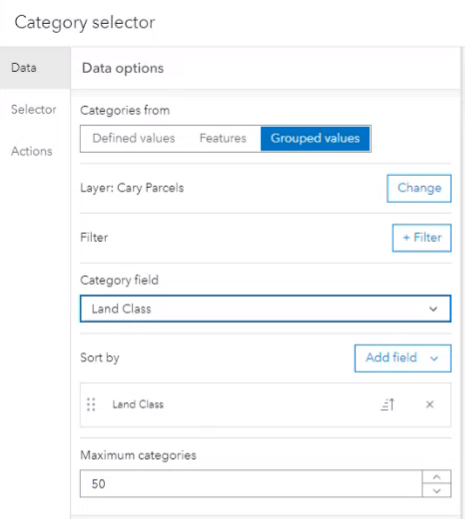 Category selector
Data
Data options
Selector
Categories from
Defined values Features Grouped values
Actions
Layer: Cary Parcels Change
Filter + Filter
Category field
Land Class
Sort by Add field
Land Class
Maximum categories
50